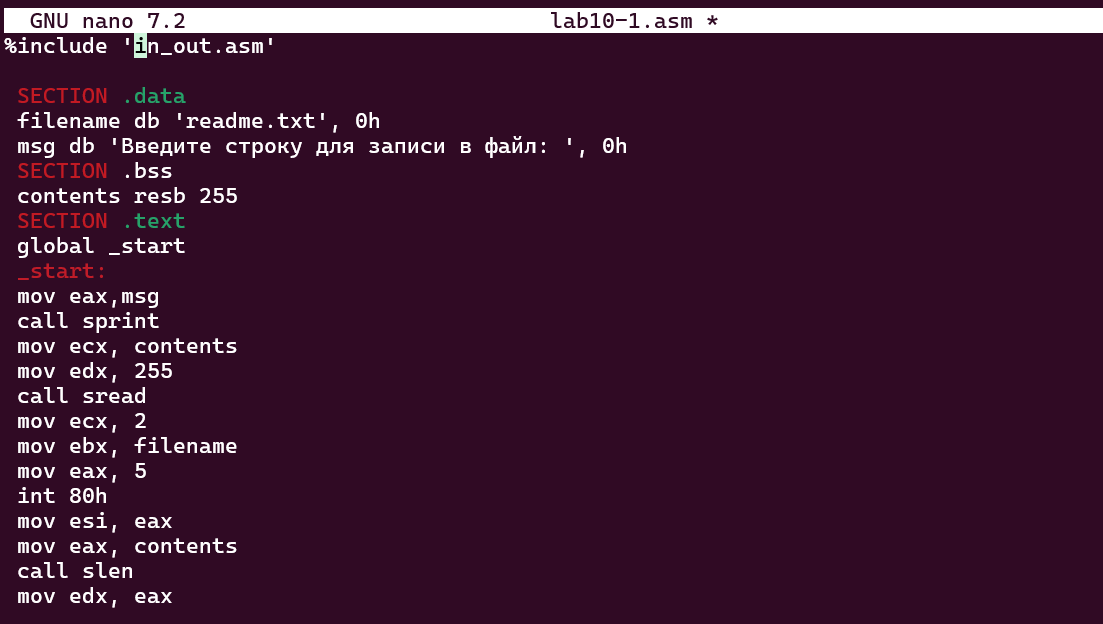 GNU nano 7.2 lab10-1.asm *
%include 'in_out.asm'
SECTION .data
filename db 'readme.txt', 0h
msg db 'Введите строку для записи в файл: ', 0h
SECTION .bss
contents resb 255
SECTION .text
global _start
_start:
mov eax,msg
call sprint
mov ecx, contents
mov edx, 255
call sread
mov ecx, 2
mov ebx, filename
mov eax, 5
int 80h
mov esi, eax
mov eax, contents
call slen
mov edx, eax